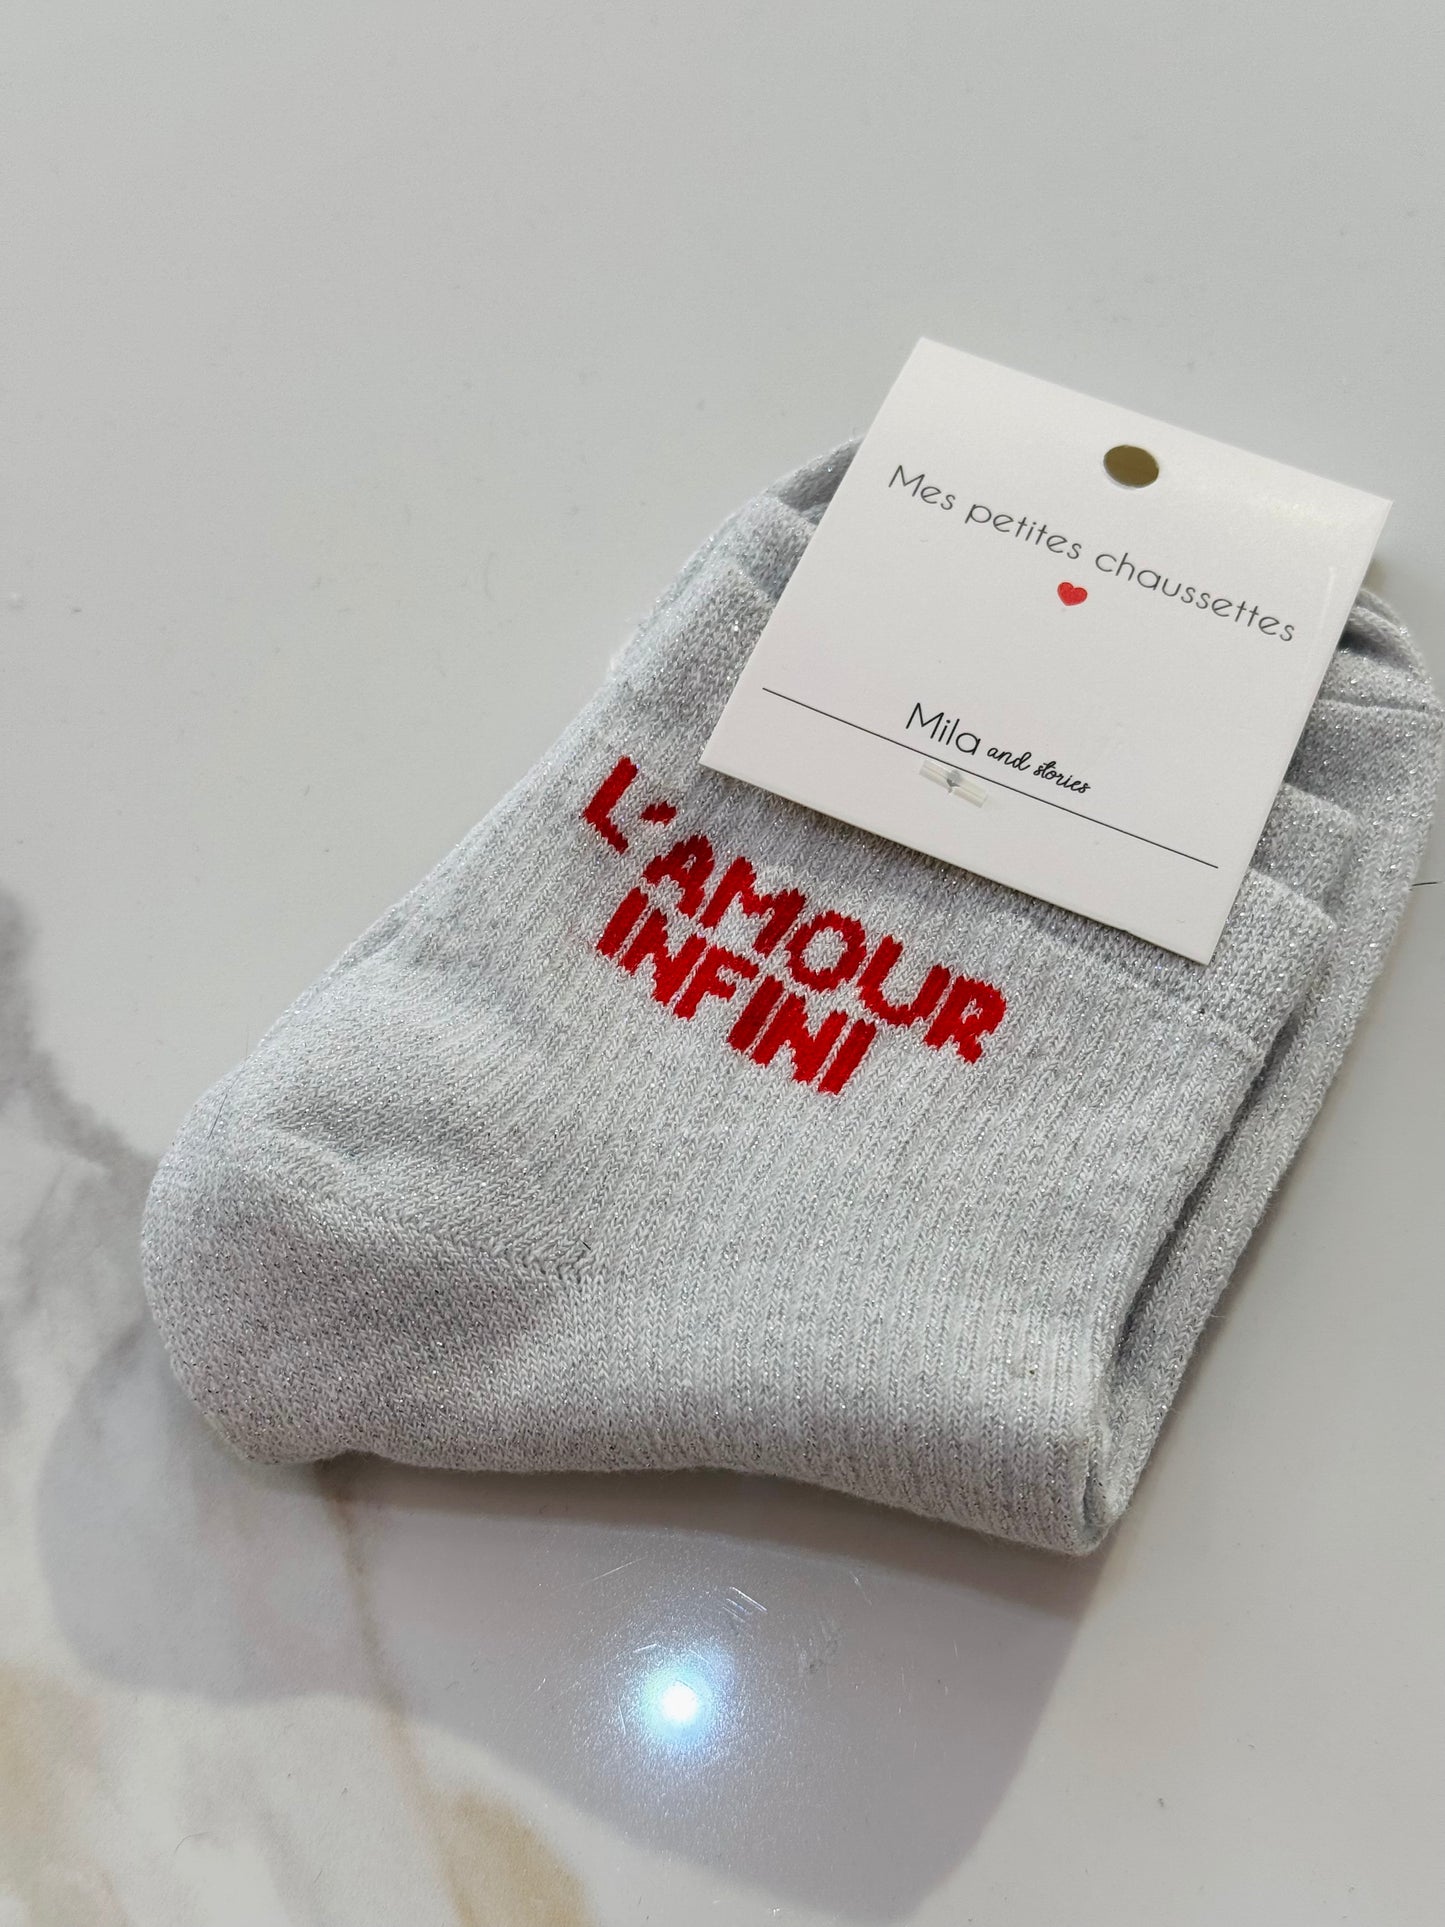 Mes petites chaussettes
Mila and stories
L'AMOUR
INFINI